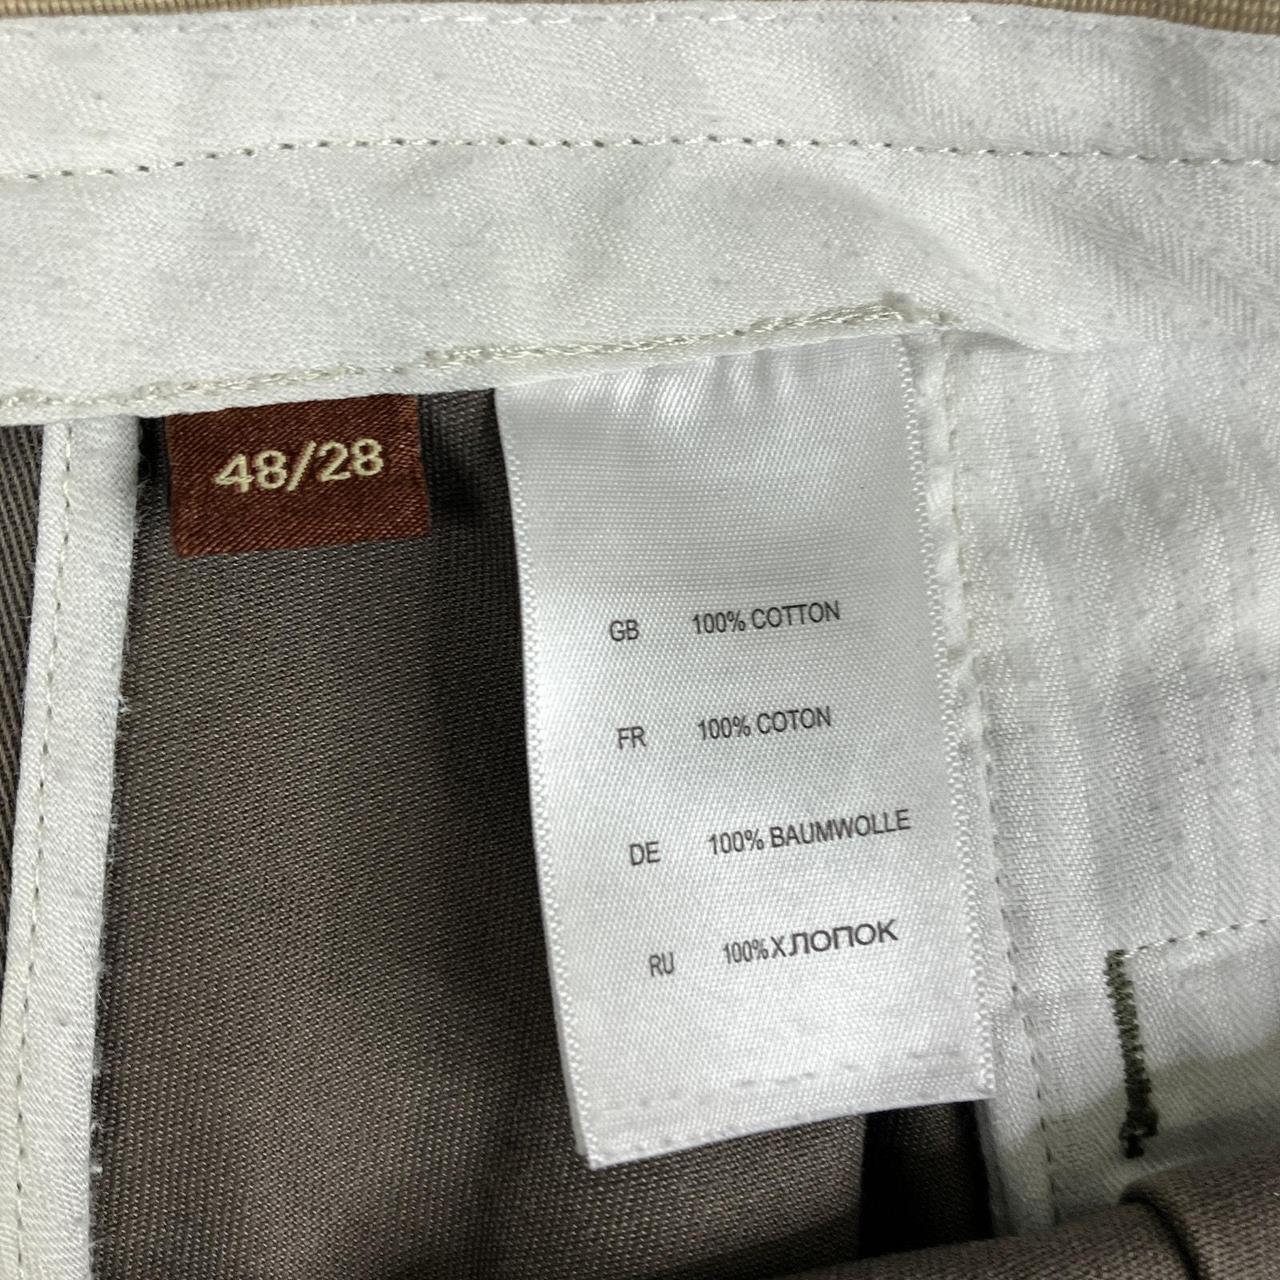 48/28
GB 100% COTTON
FR 100% COTON
DE 100% BAUMWOLLE
RU 100% ХЛОПОК